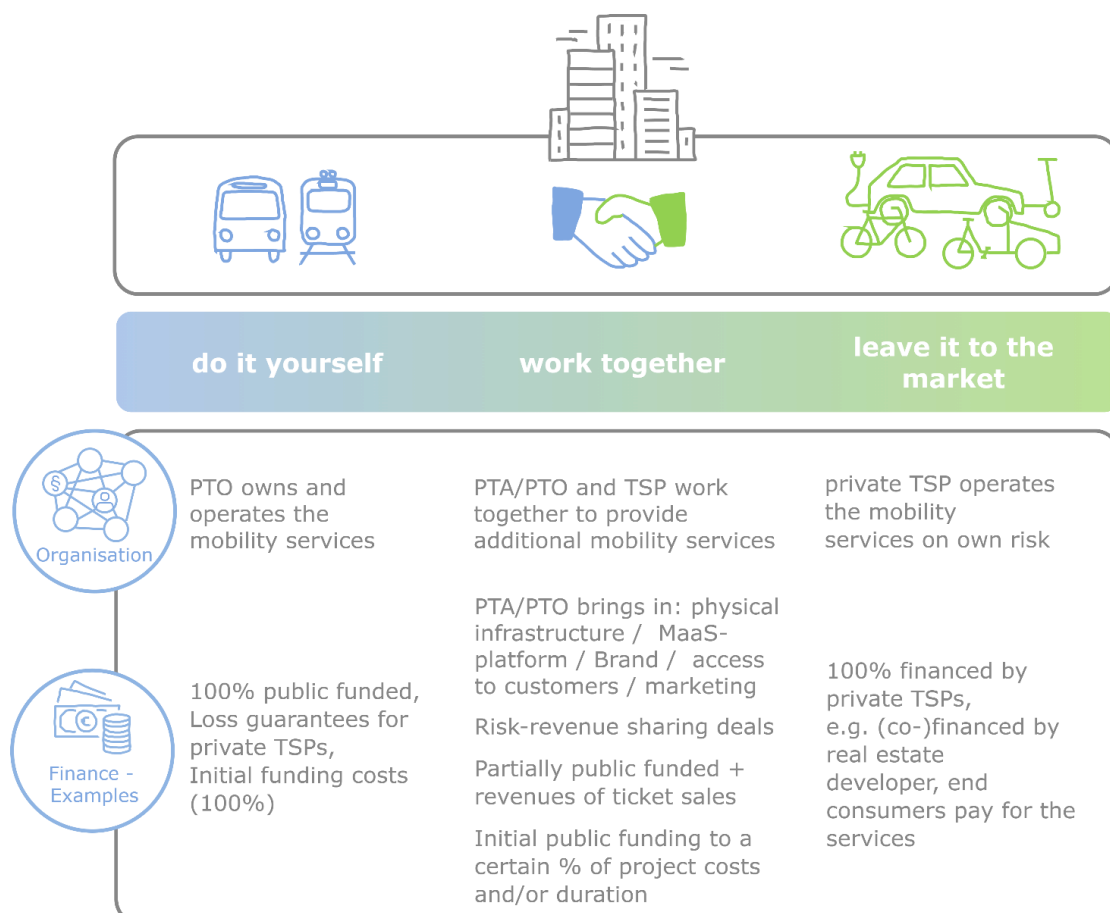 do it yourself
work together
leave it to the
market
§
Organisation
PTO owns and
operates the
mobility services
PTA/PTO and TSP work
together to provide
additional mobility services
private TSP operates
the mobility
services on own risk
€
Finance -
Examples
100% public funded,
Loss guarantees for
private TSPs,
Initial funding costs
(100%)
PTA/PTO brings in: physical
infrastructure /  MaaS-
platform / Brand /  access
to customers / marketing
Risk-revenue sharing deals
Partially public funded +
revenues of ticket sales
Initial public funding to a
certain % of project costs
and/or duration
100% financed by
private TSPs,
e.g. (co-)financed by
real estate
developer, end
consumers pay for the
services